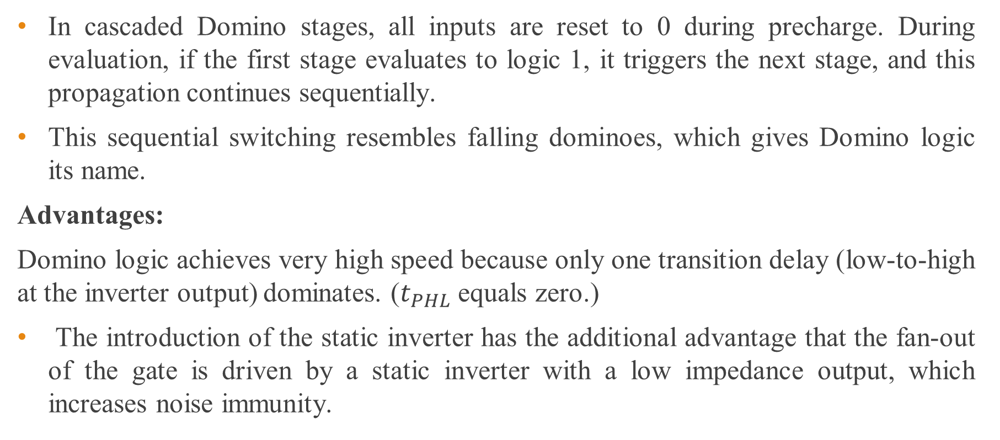 • In cascaded Domino stages, all inputs are reset to 0 during precharge. During
evaluation, if the first stage evaluates to logic 1, it triggers the next stage, and this
propagation continues sequentially.
• This sequential switching resembles falling dominoes, which gives Domino logic
its name.
Advantages:
Domino logic achieves very high speed because only one transition delay (low-to-high
at the inverter output) dominates. (t_PHL equals zero.)
• The introduction of the static inverter has the additional advantage that the fan-out
of the gate is driven by a static inverter with a low impedance output, which
increases noise immunity.